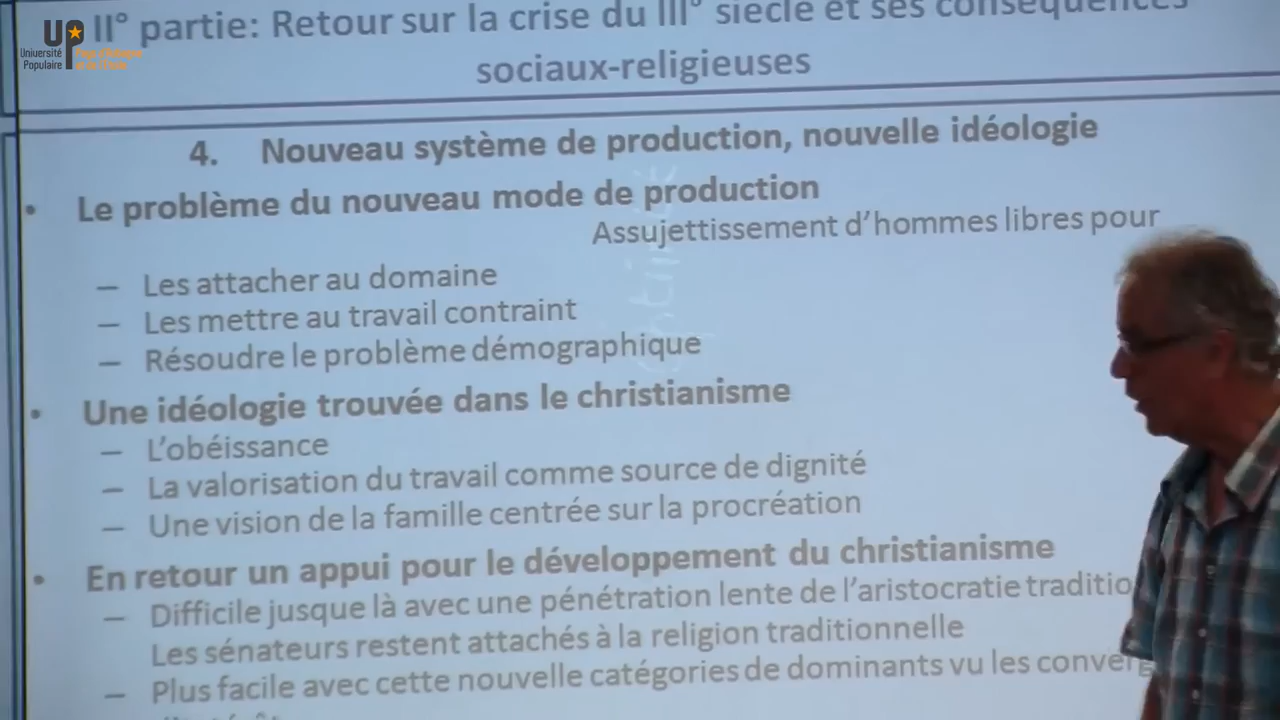 UP
Université
Populaire
II° partie: Retour sur la crise du III° siècle et ses conséquences
sociaux-religieuses
4. Nouveau système de production, nouvelle idéologie
• Le problème du nouveau mode de production
Assujettissement d'hommes libres pour
– Les attacher au domaine
– Les mettre au travail contraint
– Résoudre le problème démographique
• Une idéologie trouvée dans le christianisme
– L'obéissance
– La valorisation du travail comme source de dignité
– Une vision de la famille centrée sur la procréation
• En retour un appui pour le développement du christianisme
– Difficile jusque là avec une pénétration lente de l'aristocratie traditio
Les sénateurs restent attachés à la religion traditionnelle
– Plus facile avec cette nouvelle catégories de dominants vu les converg